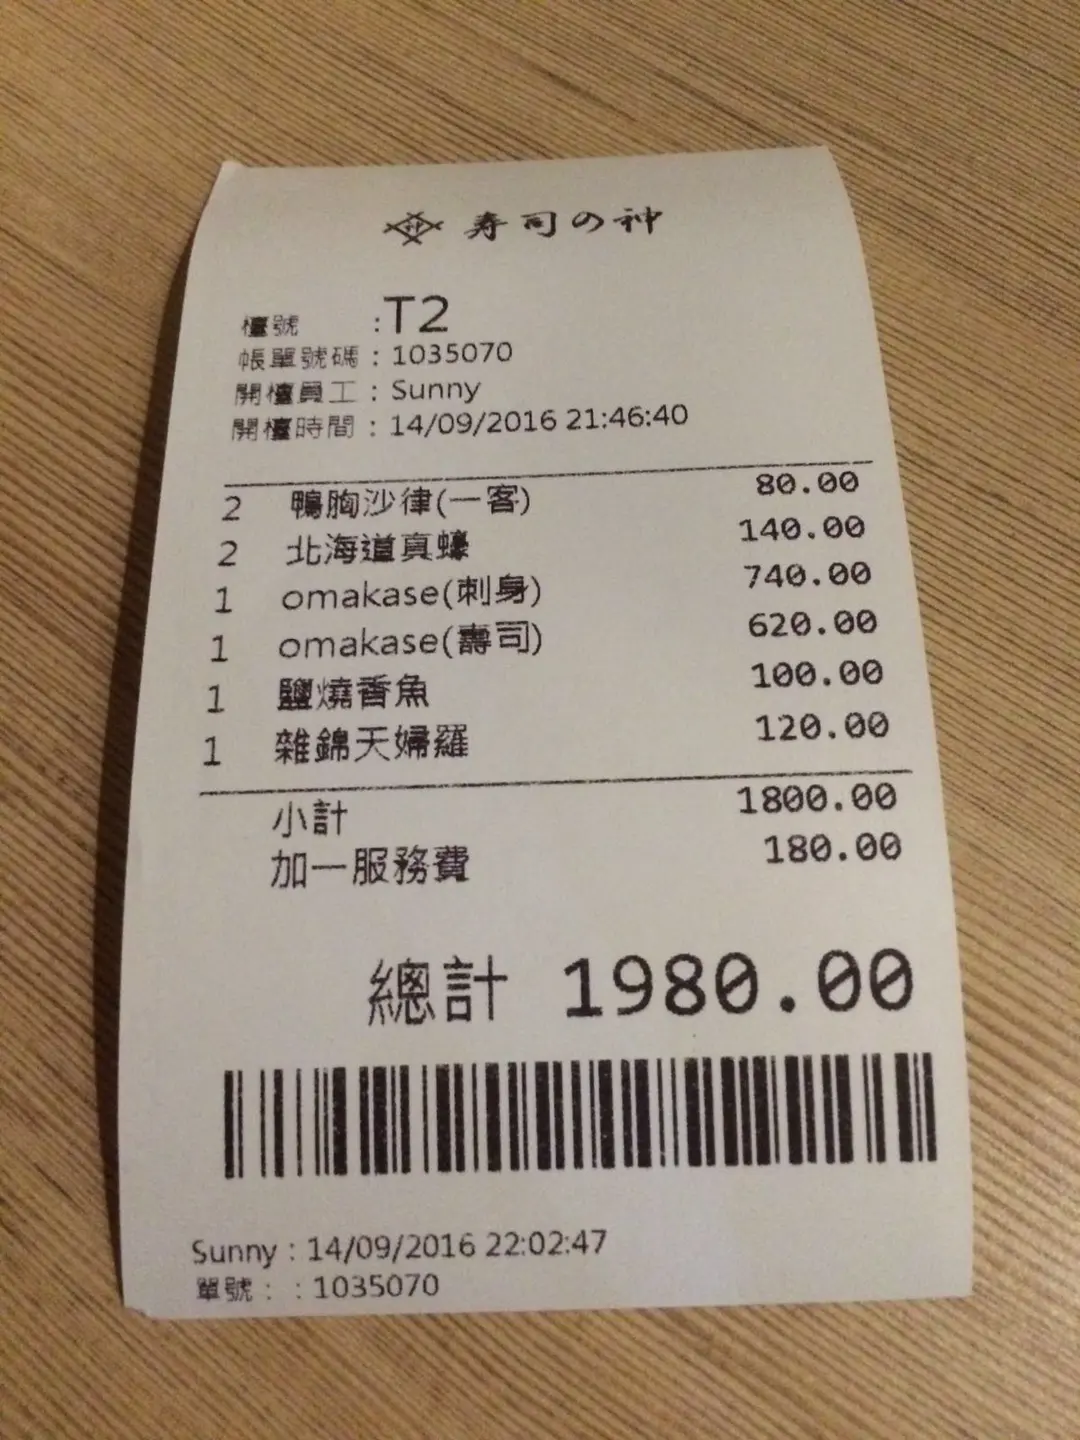 寿司の神
檯號 :T2
帳單號碼 : 1035070
開檯員工 : Sunny
開檯時間 : 14/09/2016 21:46:40
2 鴨胸沙律(一客) 80.00
2 北海道真蠔 140.00
1 omakase(刺身) 740.00
1 omakase(壽司) 620.00
1 鹽燒香魚 100.00
1 雜錦天婦羅 120.00
小計 1800.00
加一服務費 180.00
總計 1980.00
Sunny : 14/09/2016 22:02:47
單號 : : 1035070